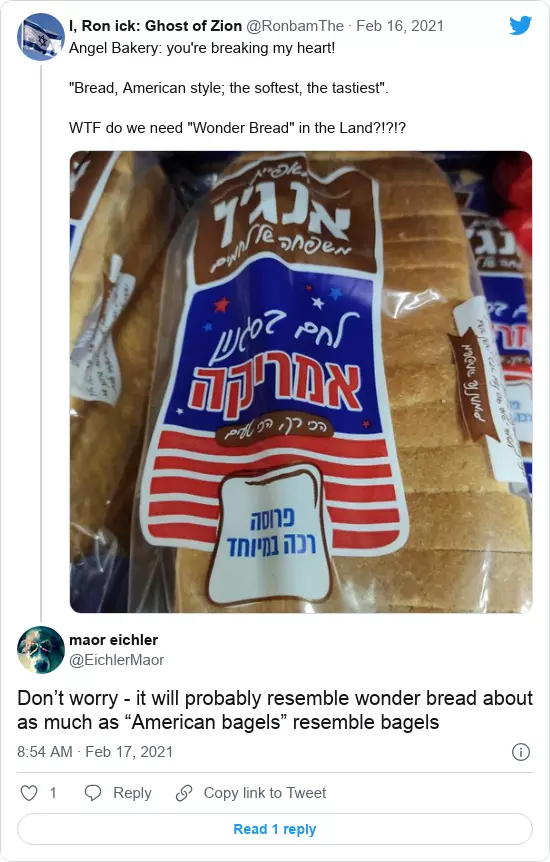 I, Ron ick: Ghost of Zion @RonbamThe · Feb 16, 2021
Angel Bakery: you're breaking my heart!
"Bread, American style; the softest, the tastiest".
WTF do we need "Wonder Bread" in the Land?!?!?
מאפיית
אנג'ל
משפחה של לחמים
לחם בסגנון
אמריקה
הכי רך, הכי טעים
פרוסה
רכה במיוחד
maor eichler
@EichlerMaor
Don’t worry - it will probably resemble wonder bread about
as much as “American bagels” resemble bagels
8:54 AM · Feb 17, 2021
1 Reply Copy link to Tweet
Read 1 reply